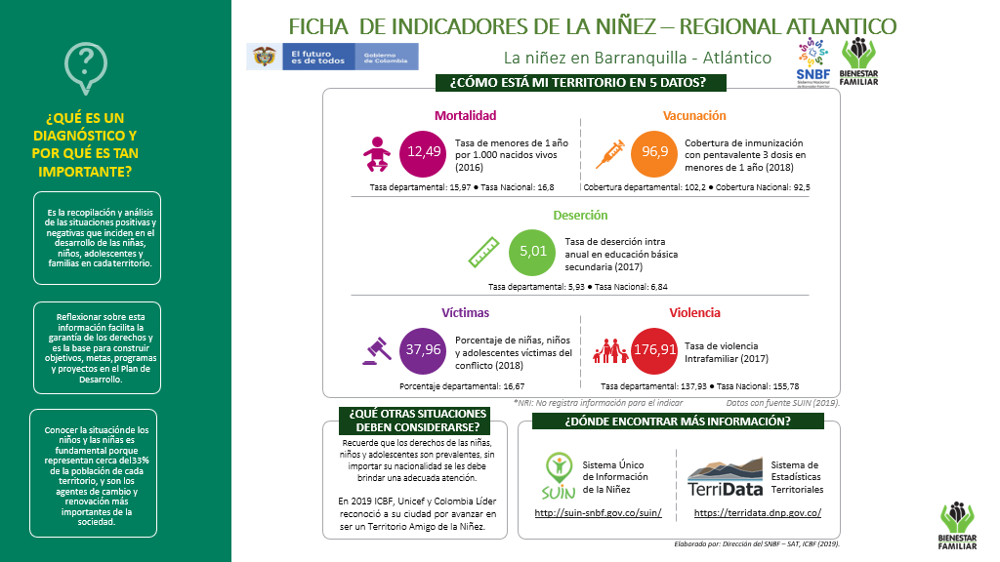 FICHA DE INDICADORES DE LA NIÑEZ – REGIONAL ATLANTICO
El futuro
es de todos
Gobierno
de Colombia
La niñez en Barranquilla - Atlántico
SNBF
BIENESTAR
FAMILIAR
¿QUÉ ES UN
DIAGNÓSTICO Y
POR QUÉ ES TAN
IMPORTANTE?
Es la recopilación y análisis
de las situaciones positivas y
negativas que inciden en el
desarrollo de las niñas,
niños, adolescentes y
familias en cada territorio.
Reflexionar sobre esta
información facilita la
garantía de los derechos y
es la base para construir
objetivos, metas, programas
y proyectos en el Plan de
Desarrollo.
Conocer la situación de los
niños y las niñas es
fundamental porque
representan cerca del 33%
de la población de cada
territorio, y son los
agentes de cambio y
renovación más
importantes de la
sociedad.
¿CÓMO ESTÁ MI TERRITORIO EN 5 DATOS?
Mortalidad
12,49
Tasa de menores de 1 año
por 1.000 nacidos vivos
(2016)
Tasa departamental: 15,97 ● Tasa Nacional: 16,8
Vacunación
96,9
Cobertura de inmunización
con pentavalente 3 dosis en
menores de 1 año (2018)
Cobertura departamental: 102,2 ● Cobertura Nacional: 92,5
Deserción
5,01
Tasa de deserción intra
anual en educación básica
secundaria (2017)
Tasa departamental: 5,93 ● Tasa Nacional: 6,84
Víctimas
37,96
Porcentaje de niñas, niños
y adolescentes víctimas del
conflicto (2018)
Porcentaje departamental: 16,67
Violencia
176,91
Tasa de violencia
Intrafamiliar (2017)
Tasa departamental: 137,93 ● Tasa Nacional: 155,78
*NRI: No registra información para el indicar
Datos con fuente SUIN (2019).
¿QUÉ OTRAS SITUACIONES
DEBEN CONSIDERARSE?
Recuerde que los derechos de las niñas,
niños y adolescentes son prevalentes, sin
importar su nacionalidad se les debe
brindar una adecuada atención.
En 2019 ICBF, Unicef y Colombia Líder
reconoció a su ciudad por avanzar en
ser un Territorio Amigo de la Niñez.
¿DÓNDE ENCONTRAR MÁS INFORMACIÓN?
SUIN
Sistema Único
de Información
de la Niñez
http://suin-snbf.gov.co/suin/
TerriData
Sistema de
Estadísticas
Territoriales
https://terridata.dnp.gov.co/
Elaborado por: Dirección del SNBF – SAT, ICBF (2019).
BIENESTAR
FAMILIAR